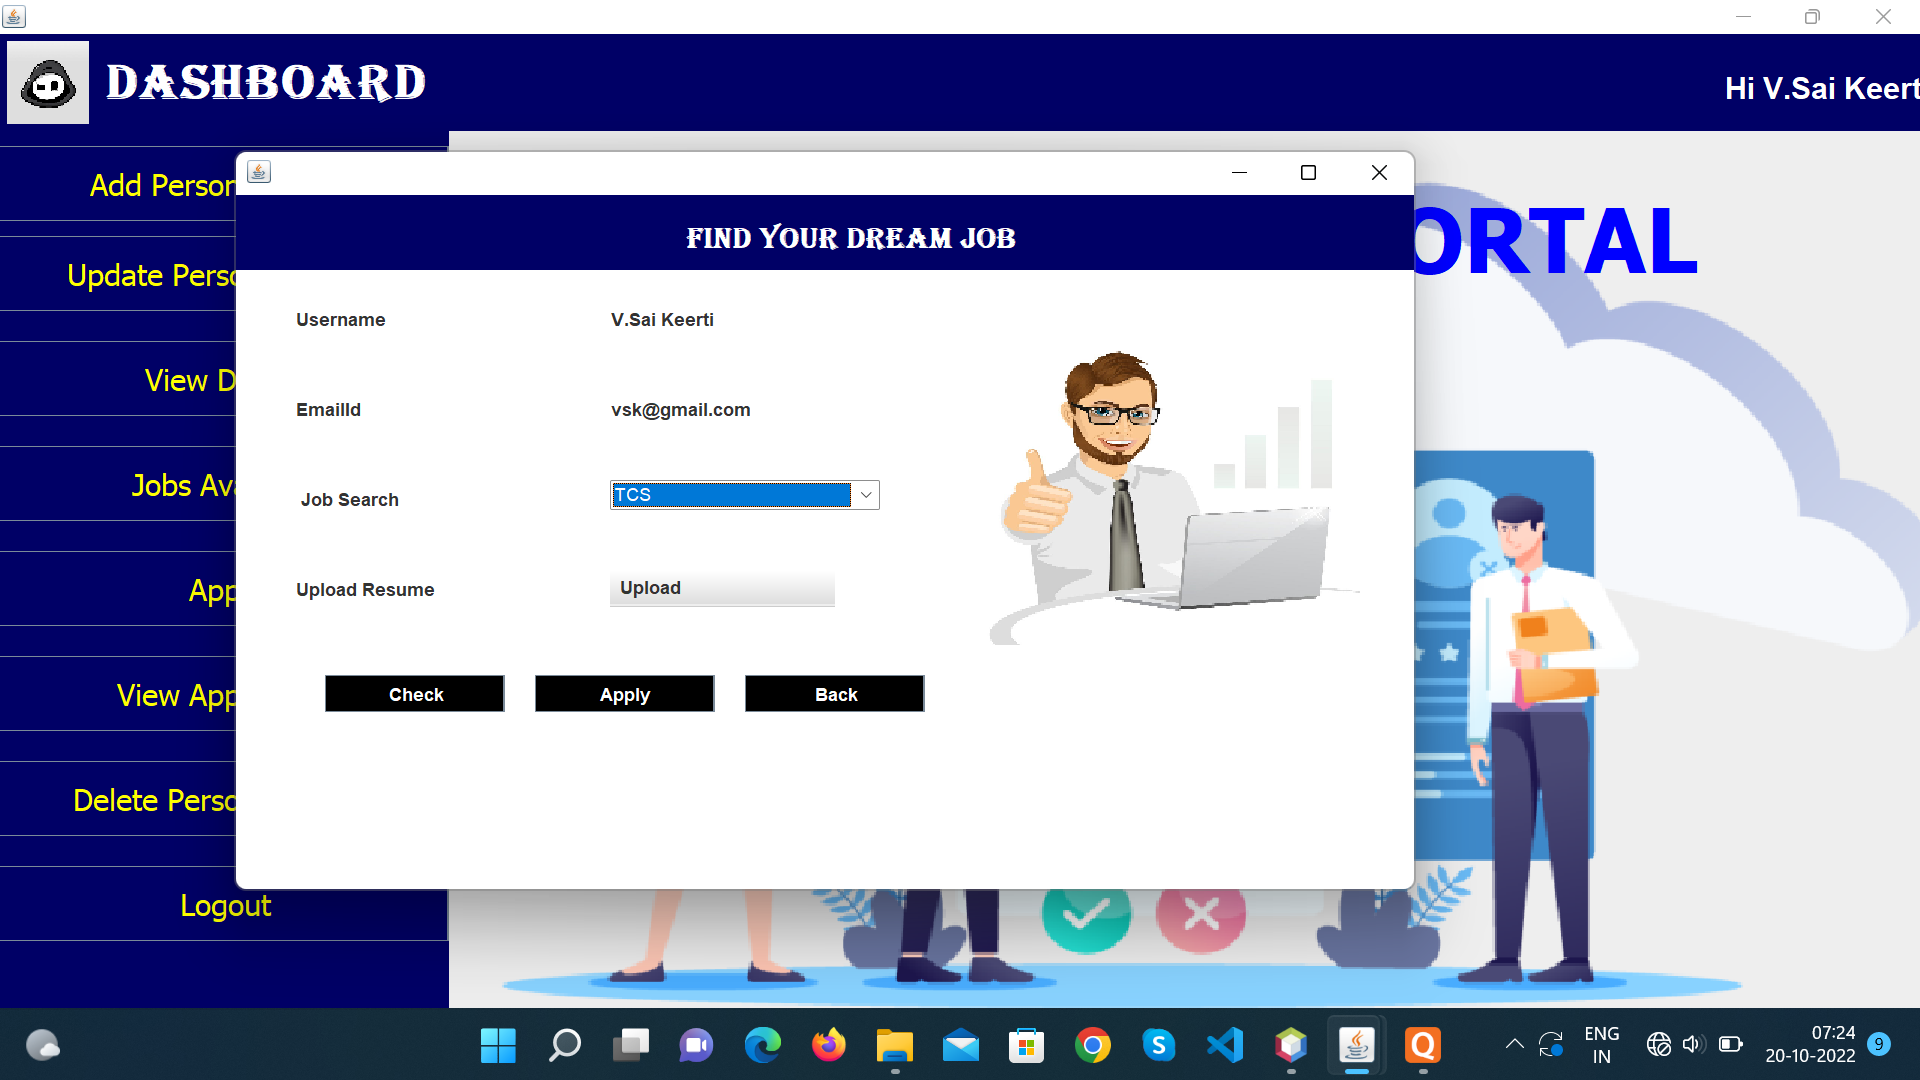 DASHBOARD
Hi V.Sai Keert
Add Person
Update Perso
View D
Jobs Ava
App
View App
Delete Perso
Logout
ORTAL
FIND YOUR DREAM JOB
Username V.Sai Keerti
EmailId vsk@gmail.com
Job Search TCS
Upload Resume Upload
Check Apply Back
ENG
IN
07:24
20-10-2022
9